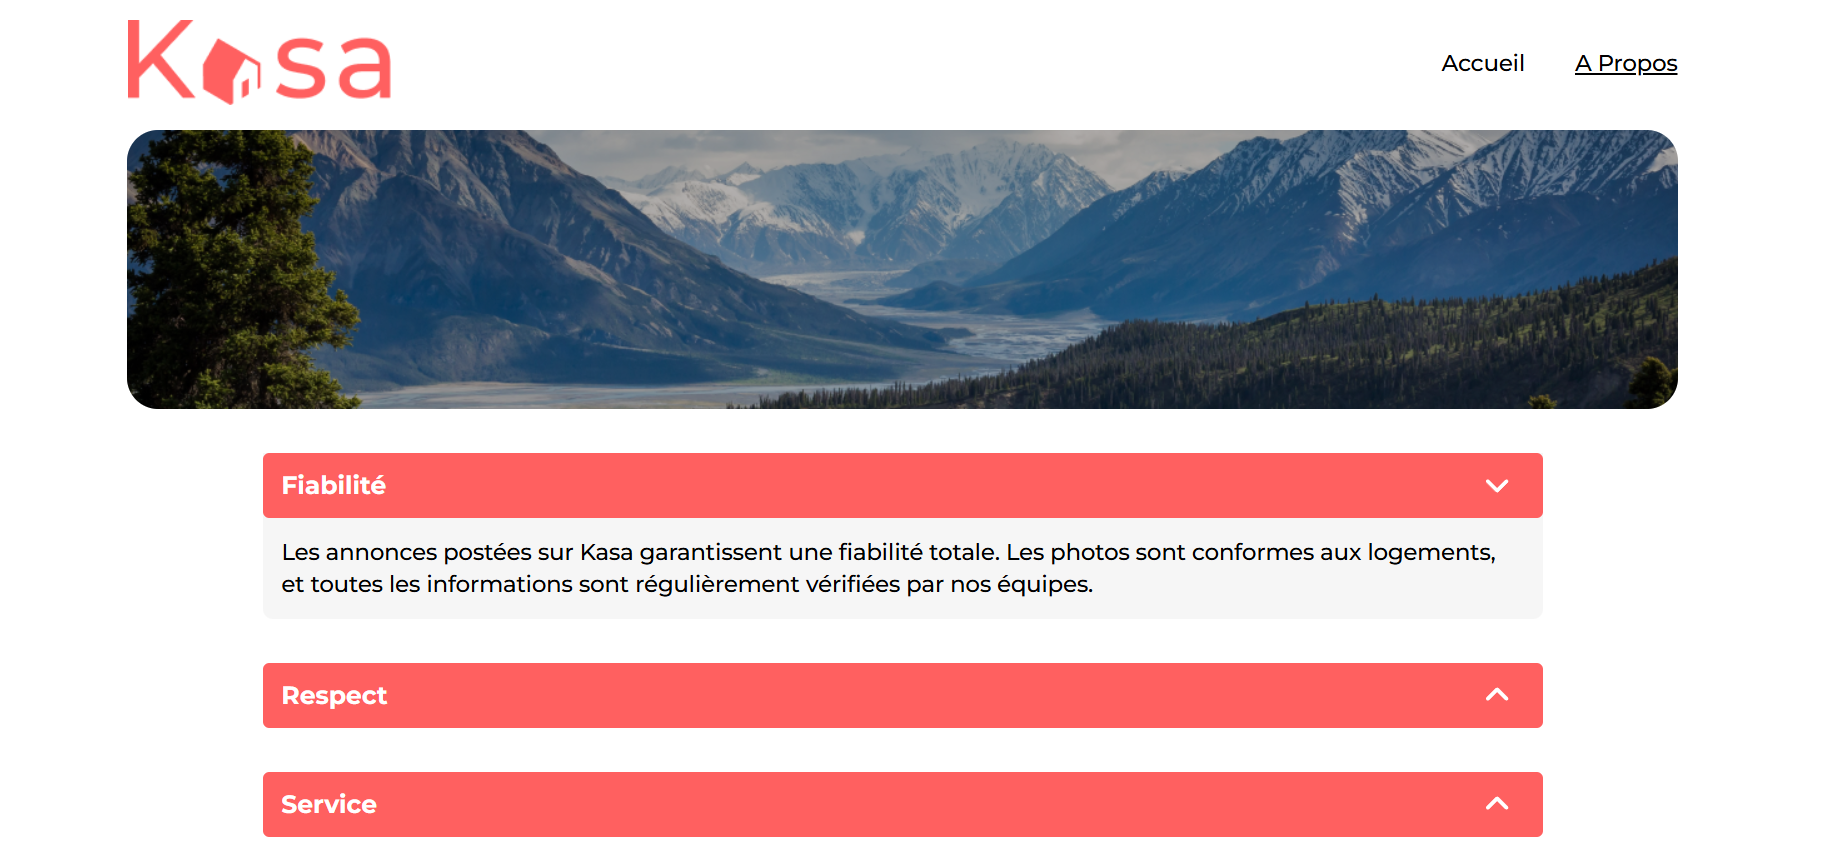 Kasa
Accueil
A Propos
Fiabilité
Les annonces postées sur Kasa garantissent une fiabilité totale. Les photos sont conformes aux logements,
et toutes les informations sont régulièrement vérifiées par nos équipes.
Respect
Service